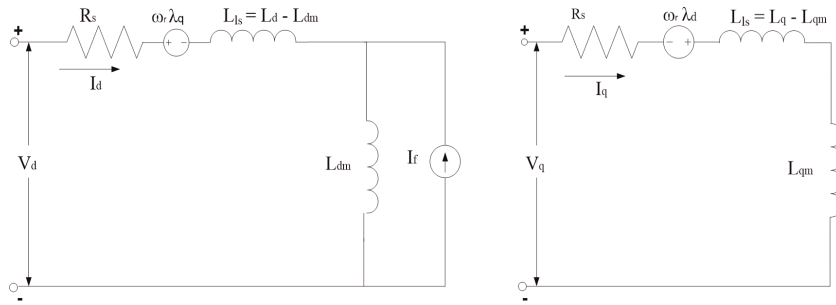 +
Rs
ωr λq
+ -
Lls = Ld - Ldm
Id
Vd
Ldm
If
-
+
Rs
ωr λd
- +
Lls = Lq - Lqm
Iq
Vq
Lqm
-